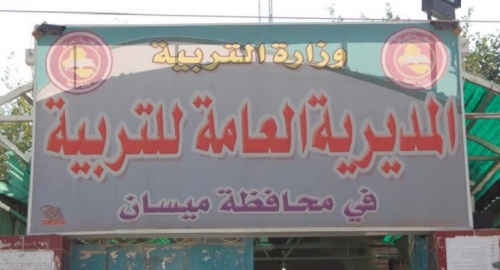 وزارة التربية
المديرية العامة للتربية
في محافظة ميسان